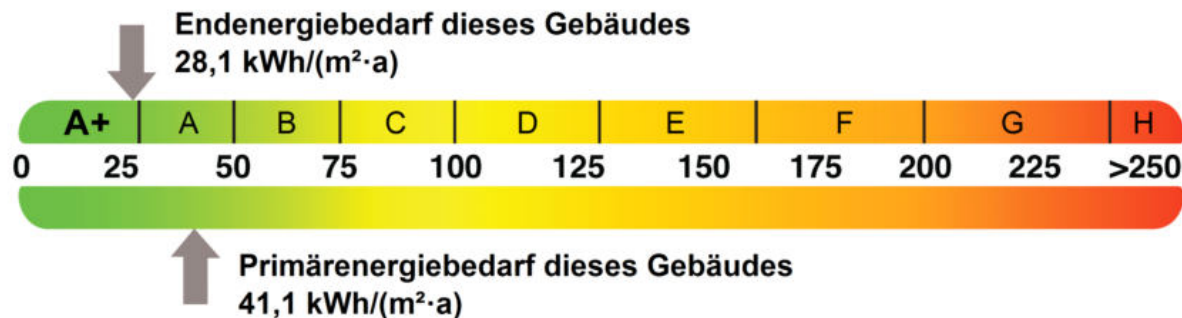 Endenergiebedarf dieses Gebäudes
28,1 kWh/(m²·a)
A+ A B C D E F G H
0 25 50 75 100 125 150 175 200 225 >250
Primärenergiebedarf dieses Gebäudes
41,1 kWh/(m²·a)